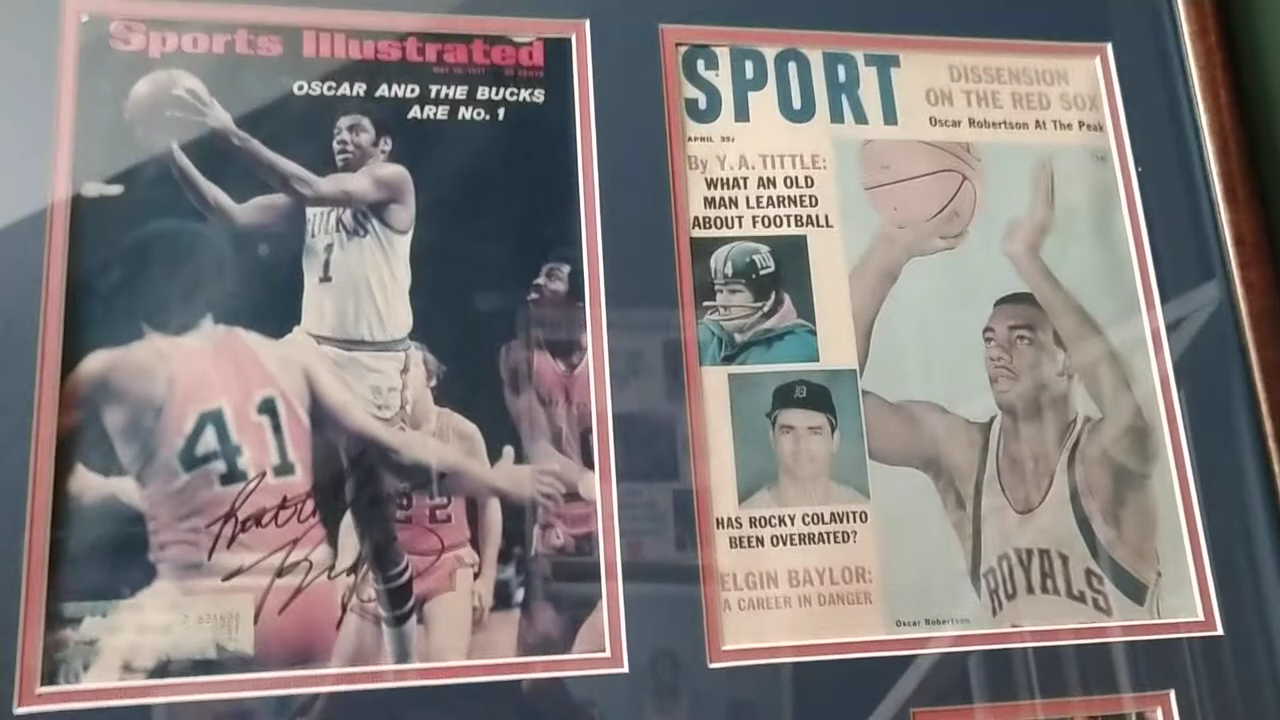 Sports Illustrated
OSCAR AND THE BUCKS
ARE No. 1
BUCKS
1
41
22
SPORT
DISSENSION
ON THE RED SOX
Oscar Robertson At The Peak
APRIL 35¢
By Y. A. TITTLE:
WHAT AN OLD
MAN LEARNED
ABOUT FOOTBALL
14
ny
D
HAS ROCKY COLAVITO
BEEN OVERRATED?
ELGIN BAYLOR:
A CAREER IN DANGER
ROYALS
Oscar Robertson